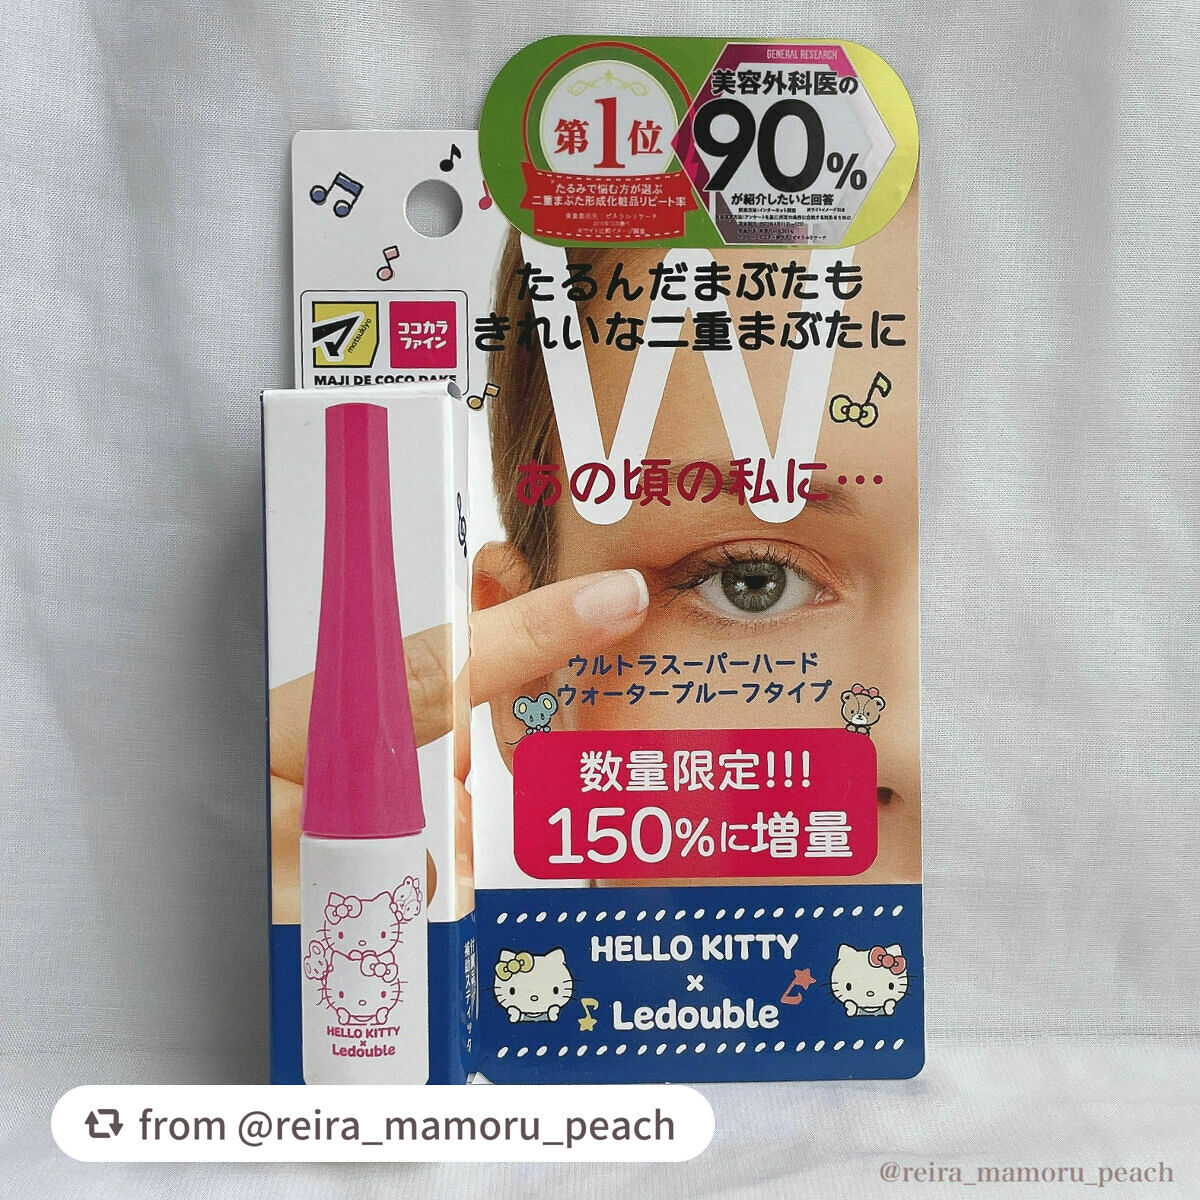 GENERAL RESEARCH
美容外科医の
90%
が紹介したいと回答
第1位
たるみで悩む方が選ぶ
二重まぶた形成化粧品リピート率
たるんだまぶたも
きれいな二重まぶたに
matsukiyo
ココカラ
ファイン
MAJI DE COCO DAKE
あの頃の私に…
ウルトラスーパーハード
ウォータープルーフタイプ
数量限定!!!
150%に増量
HELLO KITTY
×
Ledouble
HELLO KITTY
×
Ledouble
from @reira_mamoru_peach
@reira_mamoru_peach